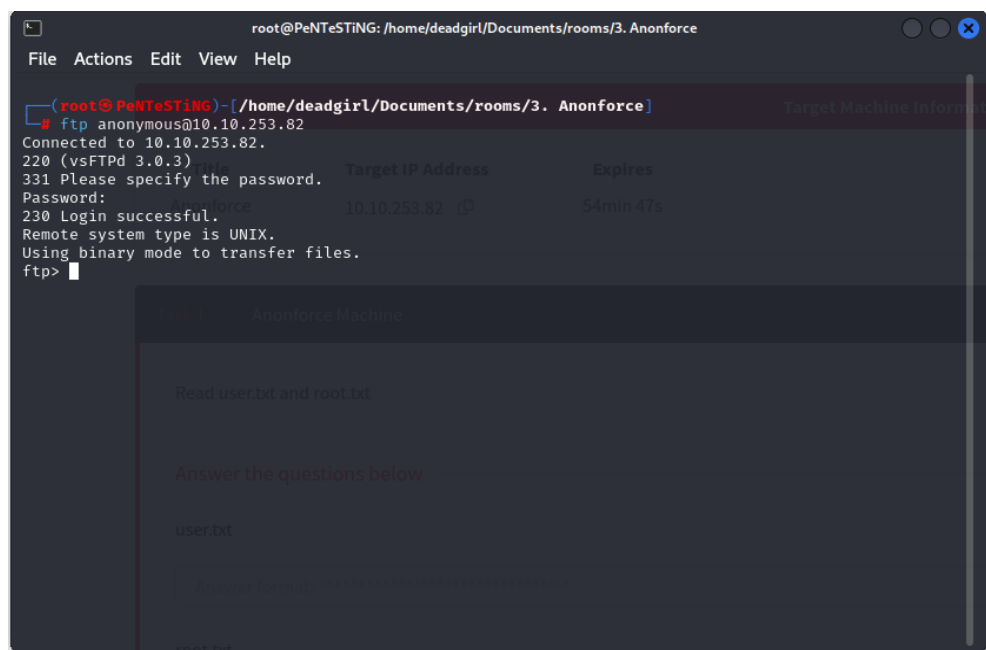 root@PeNTeSTiNG: /home/deadgirl/Documents/rooms/3. Anonforce
File Actions Edit View Help
┌──(root㉿PeNTeSTiNG)-[/home/deadgirl/Documents/rooms/3. Anonforce]
└─# ftp anonymous@10.10.253.82
Connected to 10.10.253.82.
220 (vsFTPd 3.0.3)
331 Please specify the password.
Password:
230 Login successful.
Remote system type is UNIX.
Using binary mode to transfer files.
ftp>
Target Machine Informat
Title Target IP Address Expires
Anonforce 10.10.253.82 54min 47s
Anonforce Machine
Read user.txt and root.txt
Answer the questions below
user.txt
Answer format:
root.txt